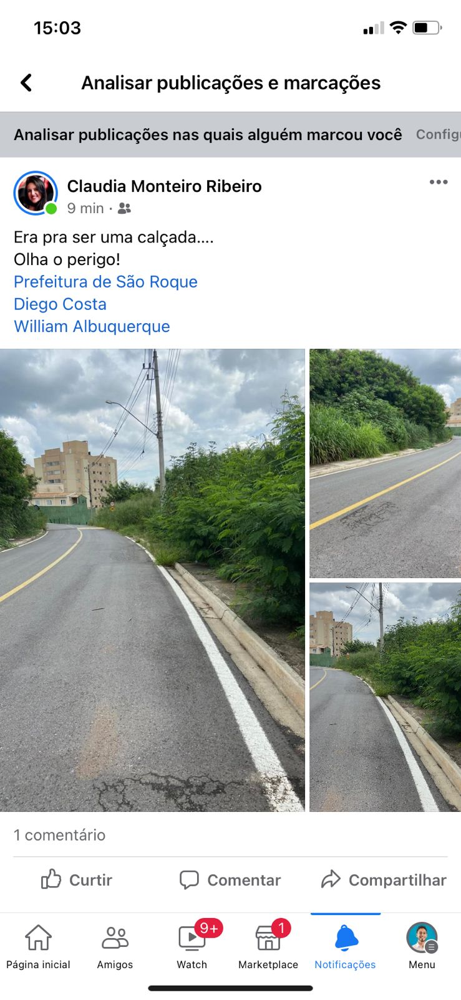 15:03
Analisar publicações e marcações
Analisar publicações nas quais alguém marcou você Config
Claudia Monteiro Ribeiro
9 min ·
Era pra ser uma calçada....
Olha o perigo!
Prefeitura de São Roque
Diego Costa
William Albuquerque
1 comentário
Curtir Comentar Compartilhar
9+ 1
Página inicial Amigos Watch Marketplace Notificações Menu